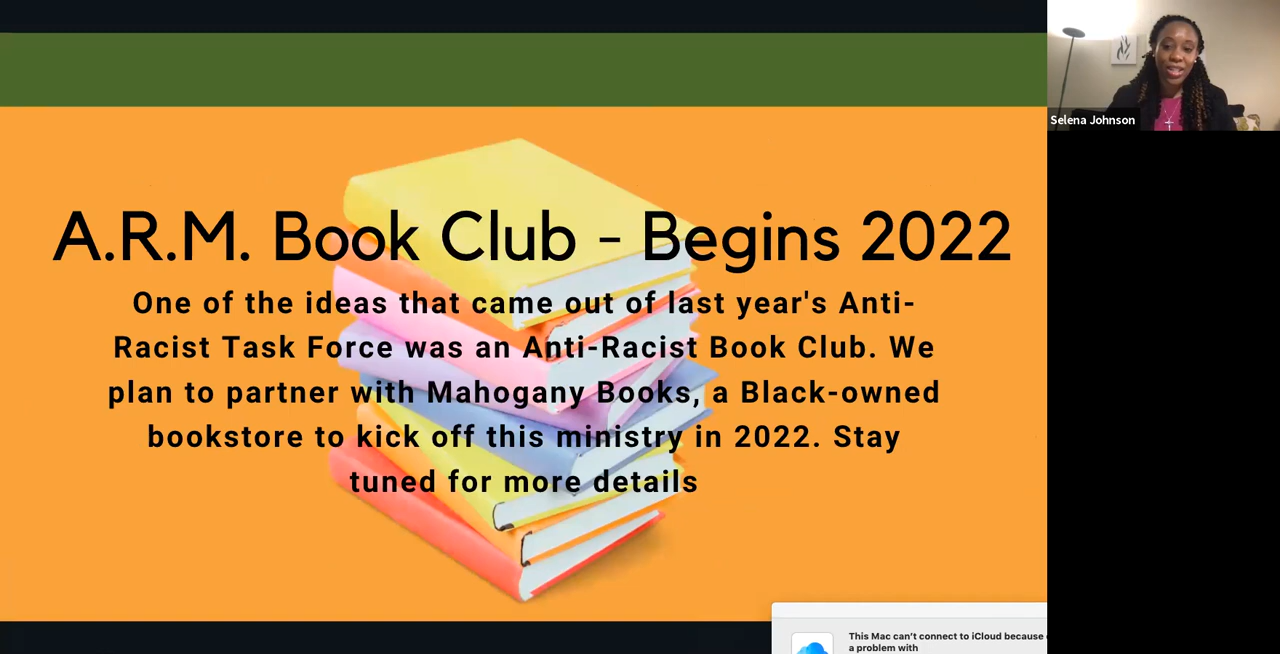 A.R.M. Book Club - Begins 2022
One of the ideas that came out of last year's Anti-
Racist Task Force was an Anti-Racist Book Club. We
plan to partner with Mahogany Books, a Black-owned
bookstore to kick off this ministry in 2022. Stay
tuned for more details
Selena Johnson
This Mac can't connect to iCloud because
a problem with